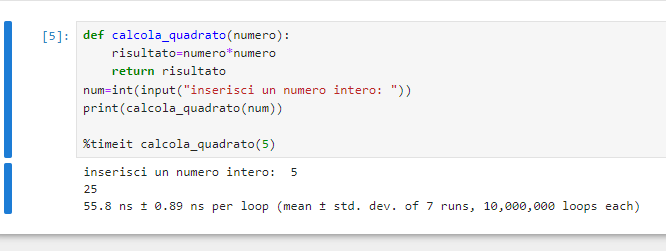 [5]: def calcola_quadrato(numero):
    risultato=numero*numero
    return risultato
num=int(input("inserisci un numero intero: "))
print(calcola_quadrato(num))
%timeit calcola_quadrato(5)
inserisci un numero intero:  5
25
55.8 ns ± 0.89 ns per loop (mean ± std. dev. of 7 runs, 10,000,000 loops each)